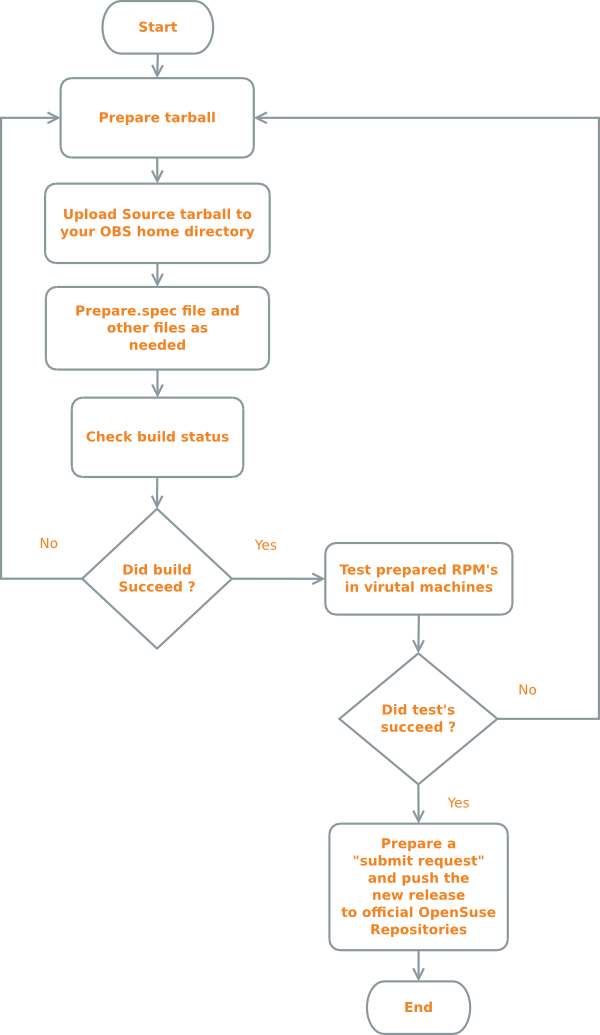 Start
Prepare tarball
Upload Source tarball to
your OBS home directory
Prepare.spec file and
other files as
needed
Check build status
Did build
Succeed ?
No
Yes
Test prepared RPM's
in virutal machines
Did test's
succeed ?
No
Yes
Prepare a
"submit request"
and push the
new release
to official OpenSuse
Repositories
End